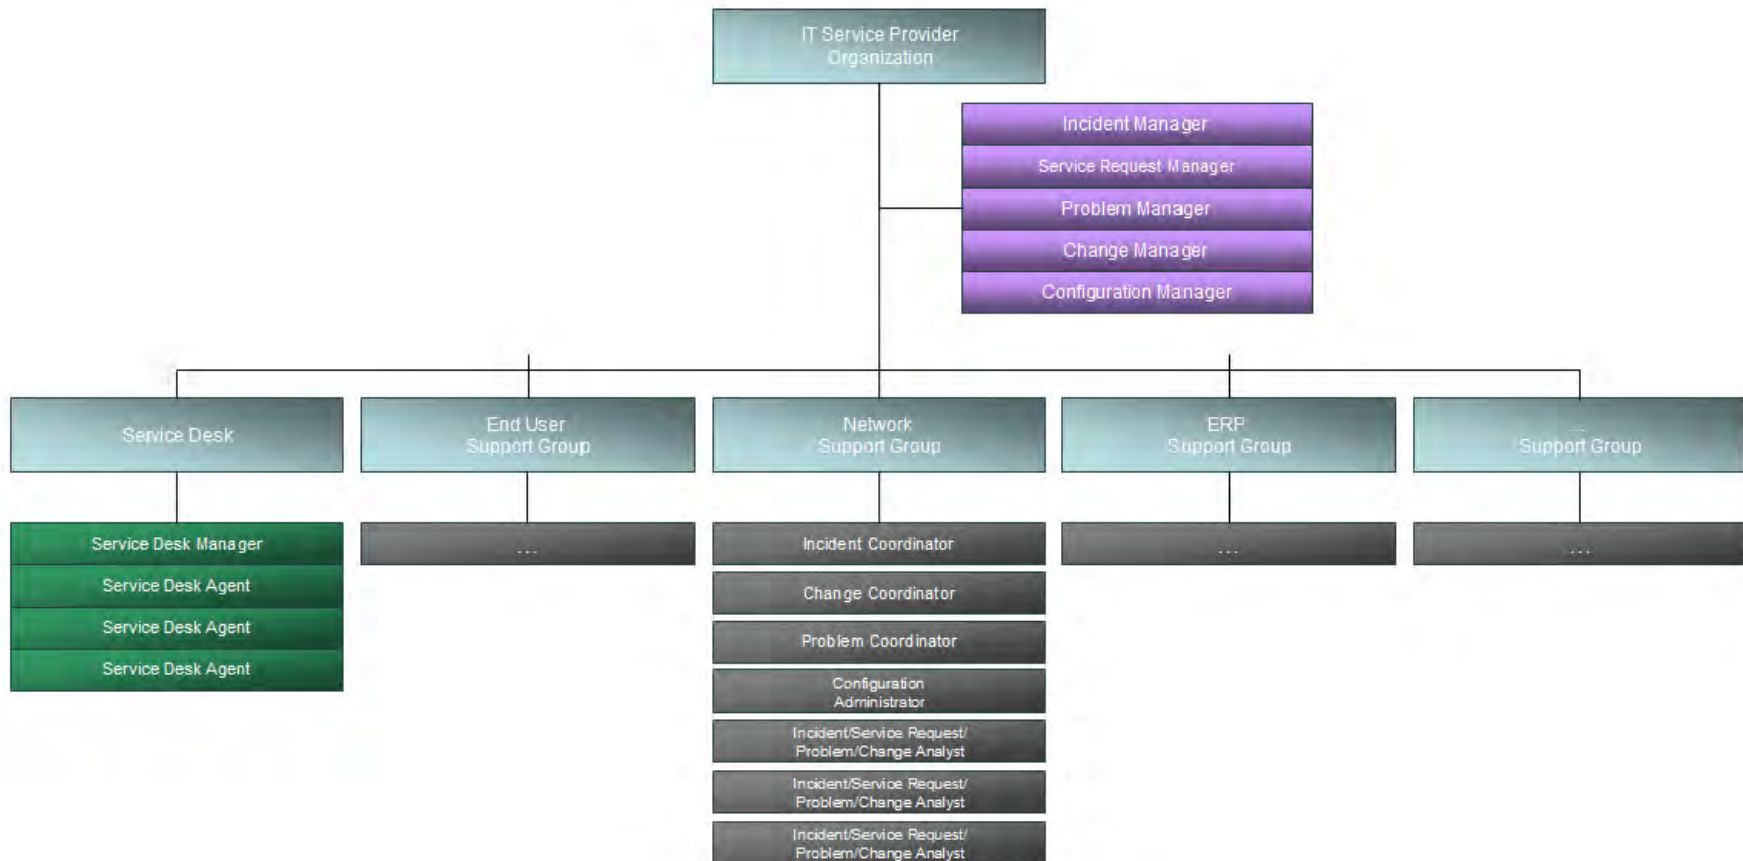 IT Service Provider
Organization
Incident Manager
Service Request Manager
Problem Manager
Change Manager
Configuration Manager
Service Desk
End User
Support Group
Network
Support Group
ERP
Support Group
...
Support Group
Service Desk Manager
Service Desk Agent
Service Desk Agent
Service Desk Agent
...
Incident Coordinator
Change Coordinator
Problem Coordinator
Configuration
Administrator
Incident/Service Request/
Problem/Change Analyst
Incident/Service Request/
Problem/Change Analyst
Incident/Service Request/
Problem/Change Analyst
...
...